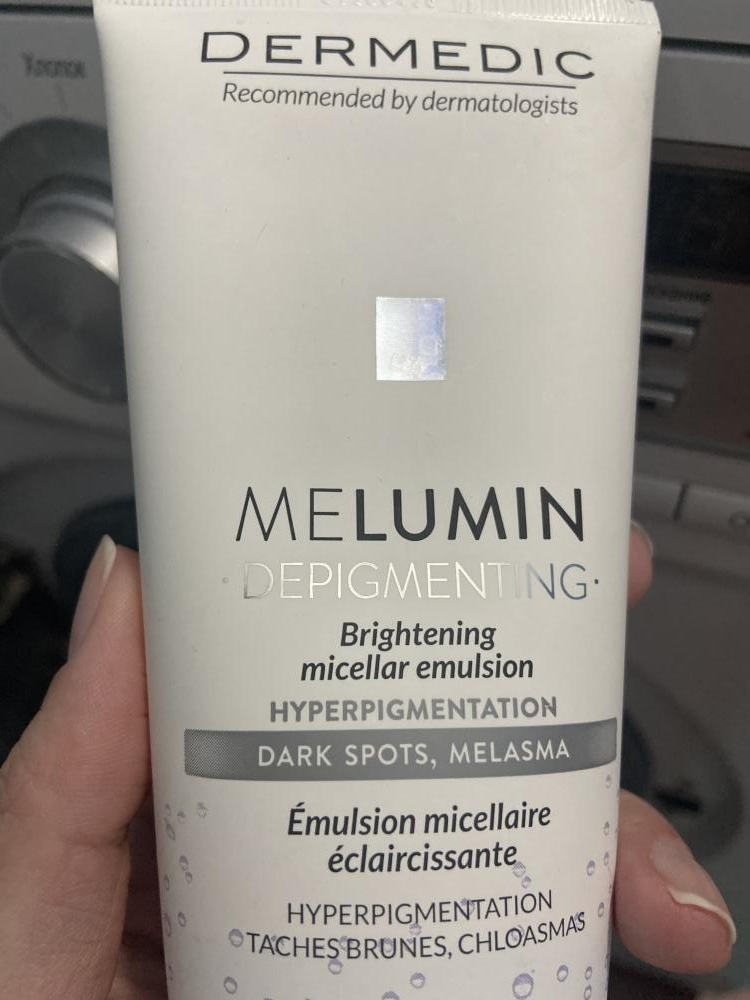 Хлопок
DERMEDIC
Recommended by dermatologists
MELUMIN
·DEPIGMENTING·
Brightening
micellar emulsion
HYPERPIGMENTATION
DARK SPOTS, MELASMA
Émulsion micellaire
éclaircissante
HYPERPIGMENTATION
TACHES BRUNES, CHLOASMAS